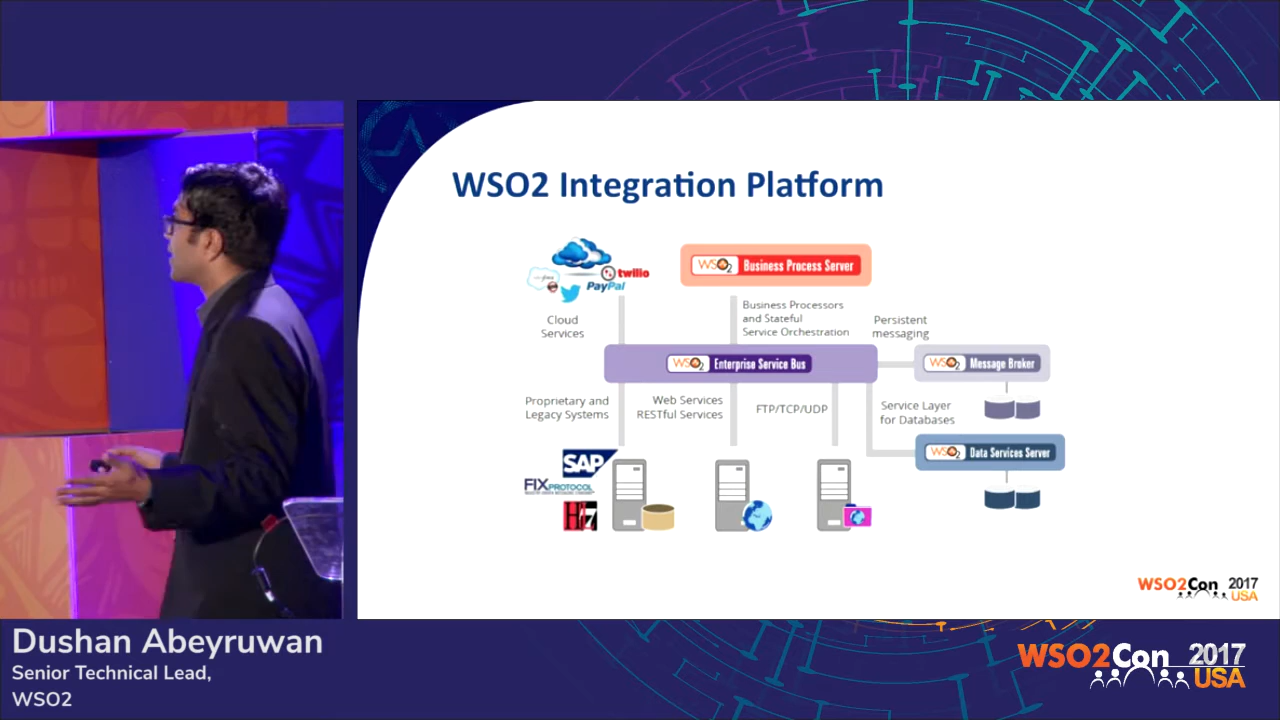 WSO2 Integration Platform
twilio
PayPal
WSO2 Business Process Server
Cloud
Services
Business Processors
and Stateful
Service Orchestration
Persistent
messaging
WSO2 Enterprise Service Bus
WSO2 Message Broker
Proprietary and
Legacy Systems
Web Services
RESTful Services
FTP/TCP/UDP
Service Layer
for Databases
WSO2 Data Services Server
SAP
FIX PROTOCOL
HL7
WSO2Con 2017
USA
Dushan Abeyruwan
Senior Technical Lead,
WSO2
WSO2Con 2017
USA